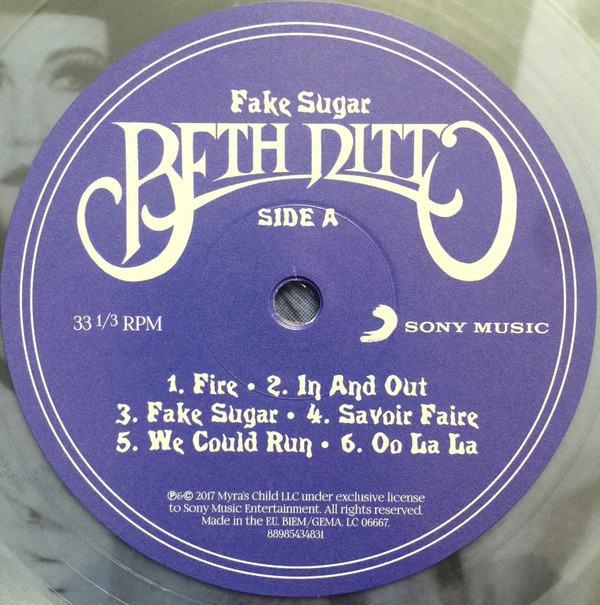 Fake Sugar
BETH DITTO
SIDE A
33 1/3 RPM
SONY MUSIC
1. Fire • 2. In And Out
3. Fake Sugar • 4. Savoir Faire
5. We Could Run • 6. Oo La La
℗&© 2017 Myra's Child LLC under exclusive license
to Sony Music Entertainment. All rights reserved.
Made in the EU. BIEM/GEMA. LC 06667.
88985434831